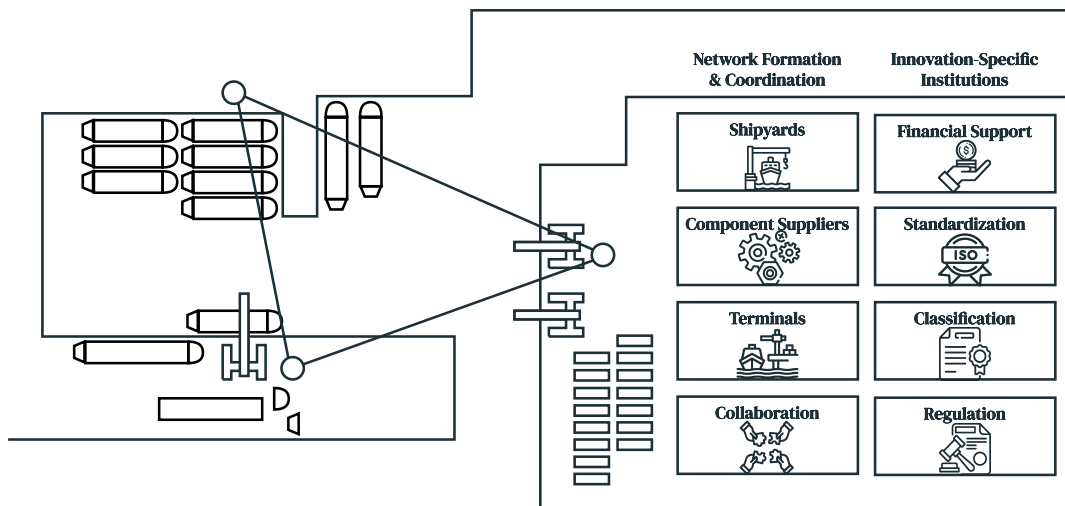 Network Formation
& Coordination
Innovation-Specific
Institutions
Shipyards
Financial Support
$
Component Suppliers
Standardization
ISO
Terminals
Classification
Collaboration
Regulation